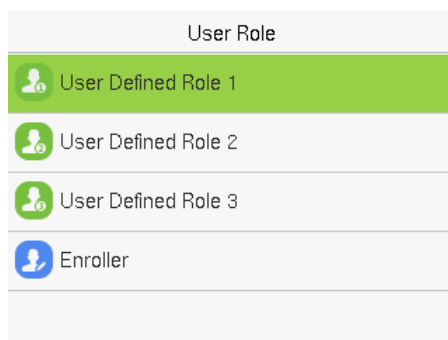 User Role
User Defined Role 1
User Defined Role 2
User Defined Role 3
Enroller